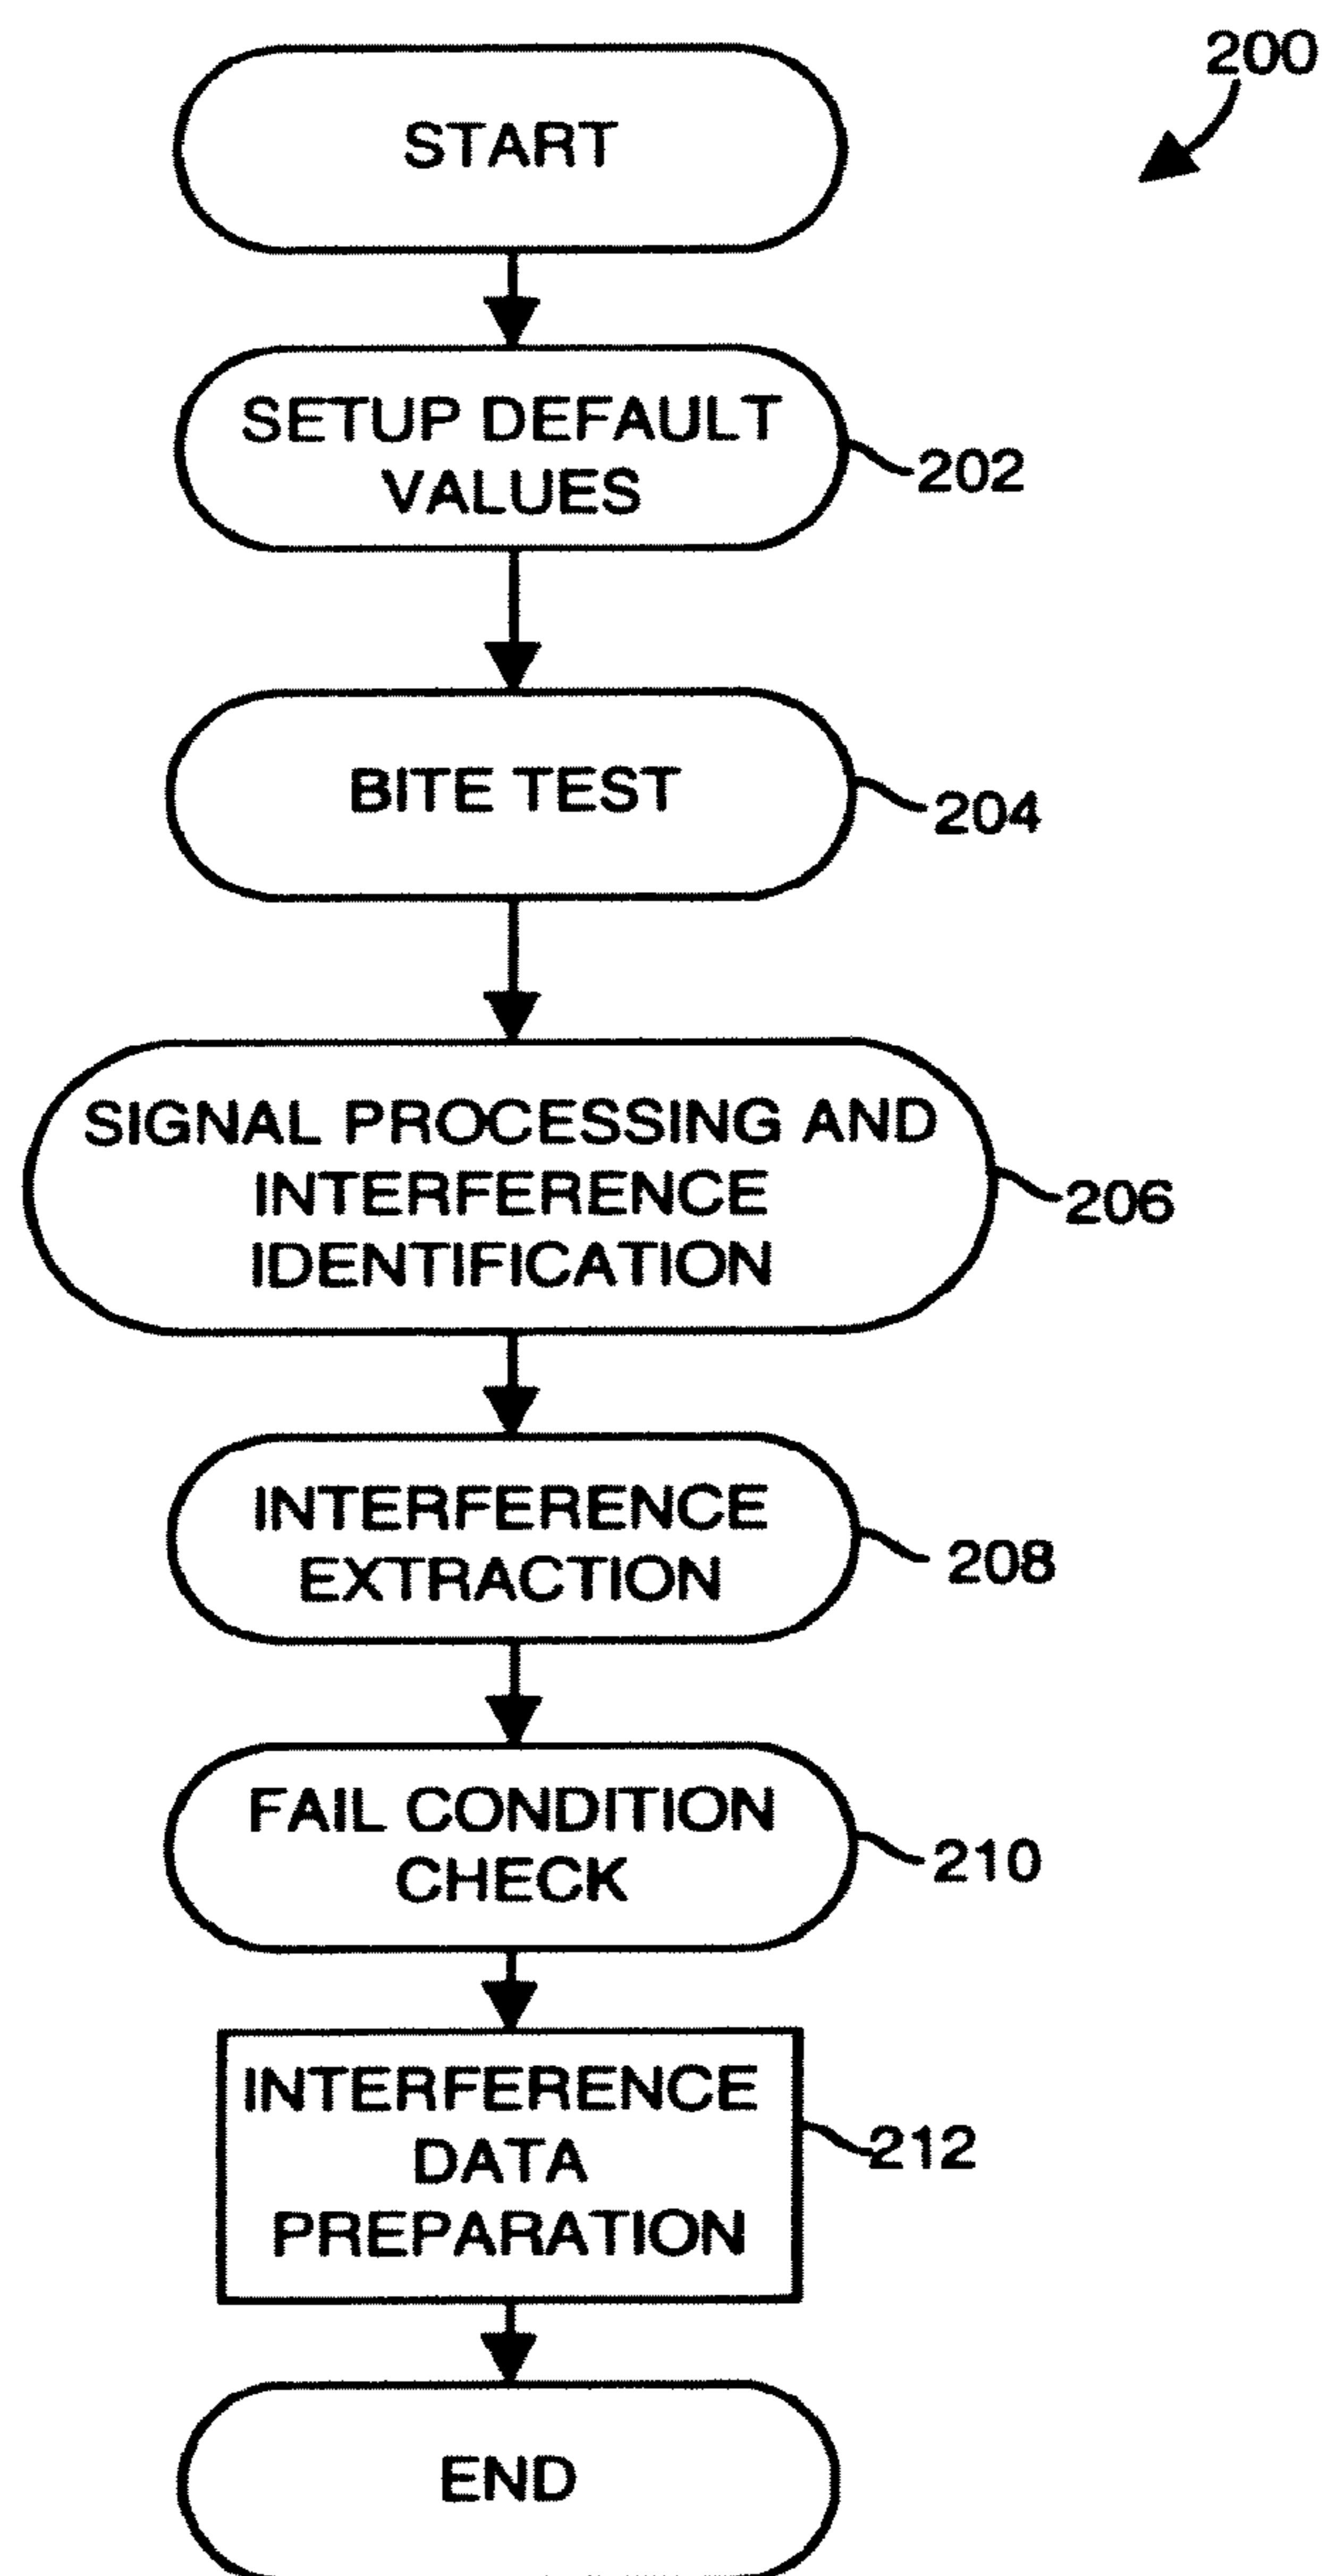 200
START
SETUP DEFAULT
VALUES
202
BITE TEST
204
SIGNAL PROCESSING AND
INTERFERENCE
IDENTIFICATION
206
INTERFERENCE
EXTRACTION
208
FAIL CONDITION
CHECK
210
INTERFERENCE
DATA
PREPARATION
212
END